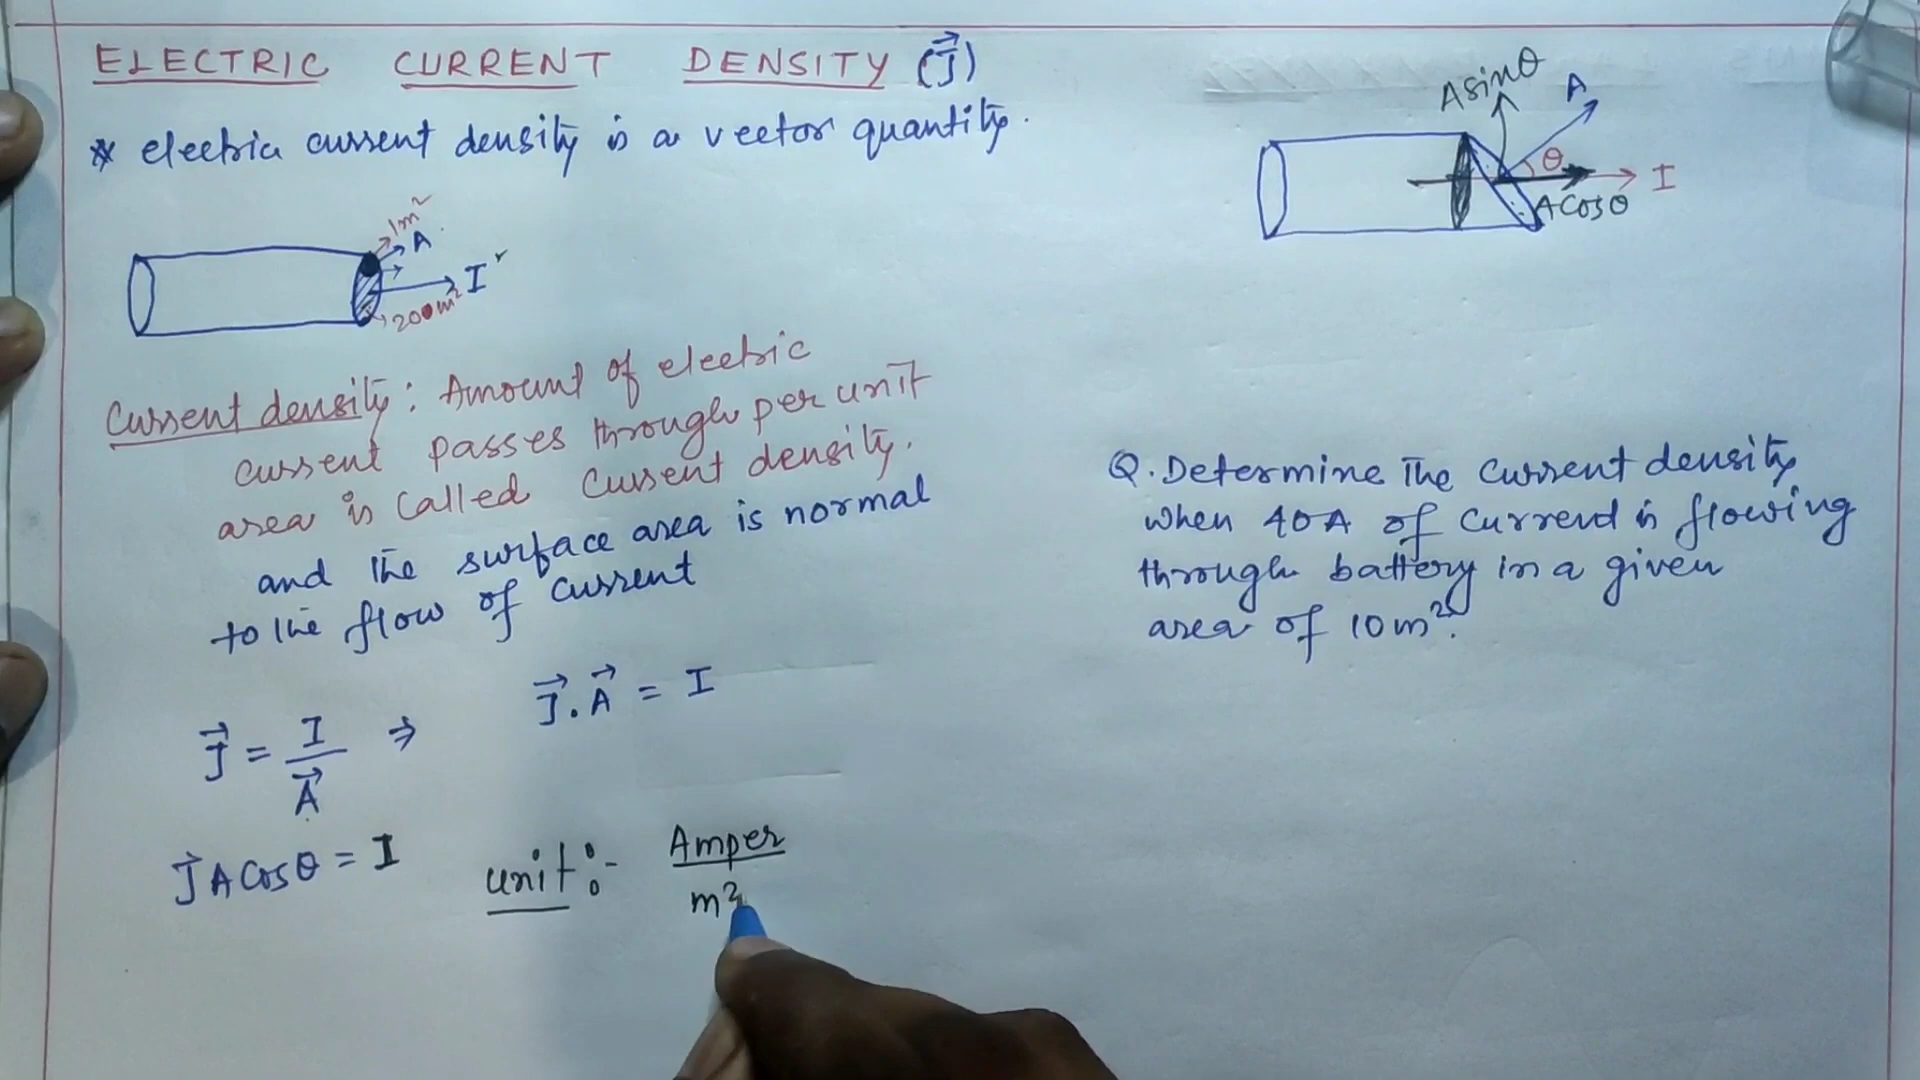 ELECTRIC CURRENT DENSITY (J⃗)
* electric current density is a vector quantity.
1m²
A
I
200m²
Current density: Amount of electric
current passes through per unit
area is called current density.
and the surface area is normal
to the flow of current
J⃗ = I / A⃗ ⇒ J⃗ . A⃗ = I
J⃗ A Cosθ = I
unit :- Amper / m²
A sinθ
A
θ
I
A Cosθ
Q. Determine The current density
when 40A of current is flowing
through battery in a given
area of 10m².